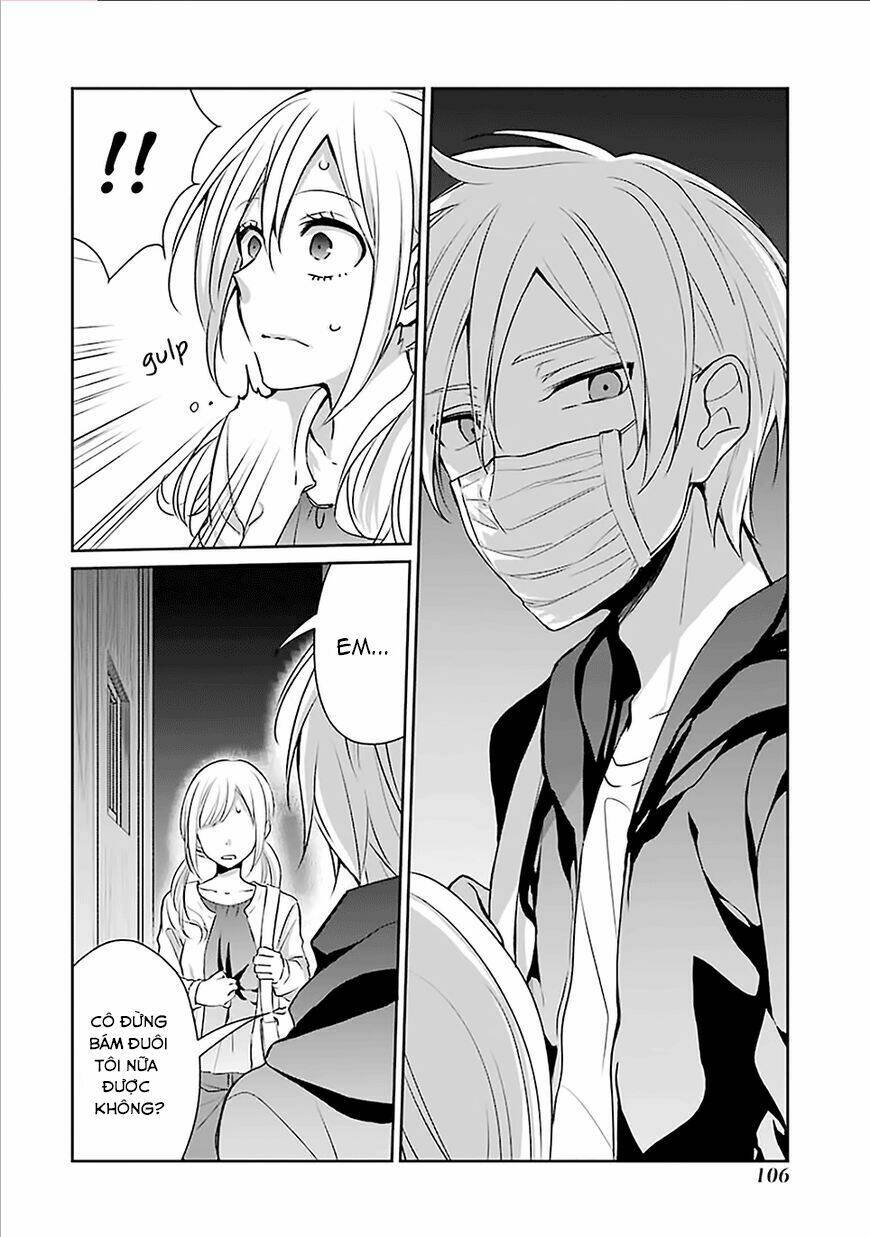 !!
gulp
EM...
CÔ ĐỪNG
BÁM ĐUÔI
TÔI NỮA
ĐƯỢC
KHÔNG?
106